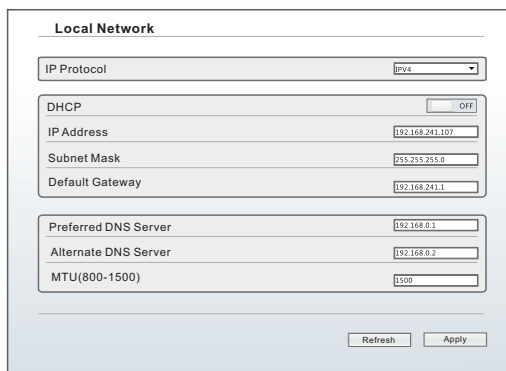 Local Network
IP Protocol IPV4
DHCP OFF
IP Address 192.168.241.107
Subnet Mask 255.255.255.0
Default Gateway 192.168.241.1
Preferred DNS Server 192.168.0.1
Alternate DNS Server 192.168.0.2
MTU(800-1500) 1500
Refresh Apply